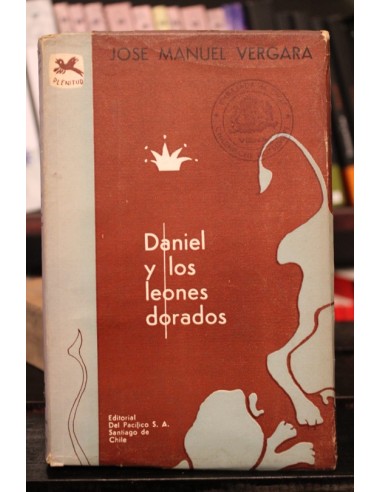 JOSE MANUEL VERGARA
PLENITUD
Daniel
y los
leones
dorados
Editorial
Del Pacífico S. A.
Santiago de
Chile